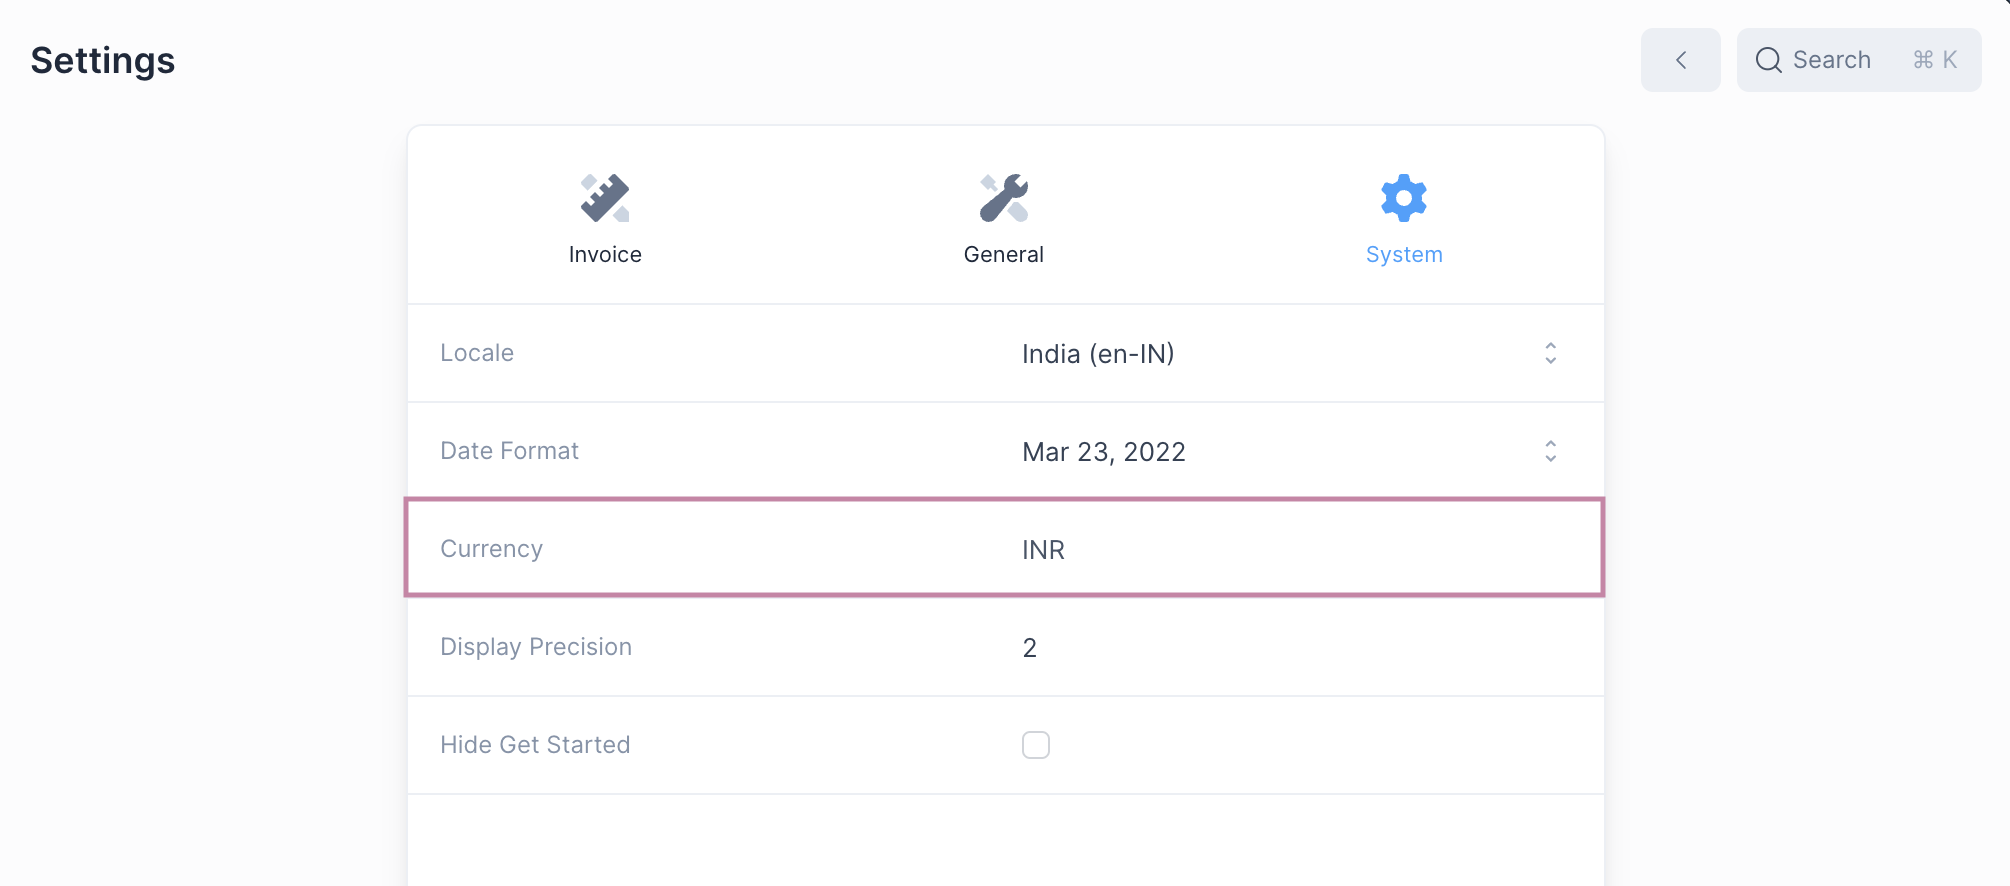 Settings
Search ⌘ K
Invoice
General
System
Locale India (en-IN)
Date Format Mar 23, 2022
Currency INR
Display Precision 2
Hide Get Started